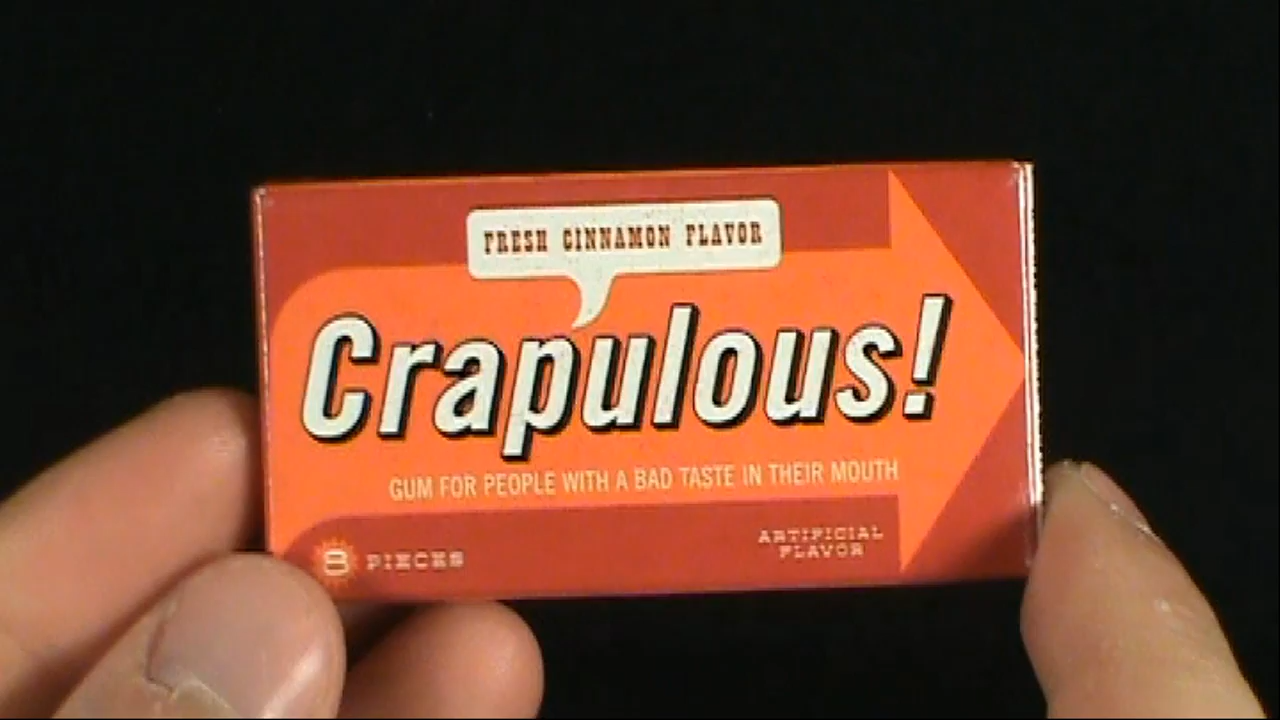 FRESH CINNAMON FLAVOR
Crapulous!
GUM FOR PEOPLE WITH A BAD TASTE IN THEIR MOUTH
8 PIECES
ARTIFICIAL
FLAVOR